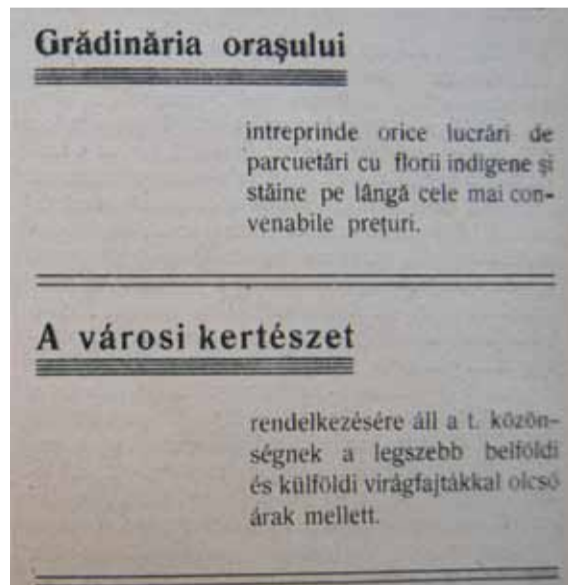 Grădinăria orașului
intreprinde orice lucrări de
parcuetări cu florii indigene și
stăine pe lângă cele mai con-
venabile prețuri.
A városi kertészet
rendelkezésére áll a t. közön-
ségnek a legszebb belföldi
és külföldi virágfajtákkal olcsó
árak mellett.